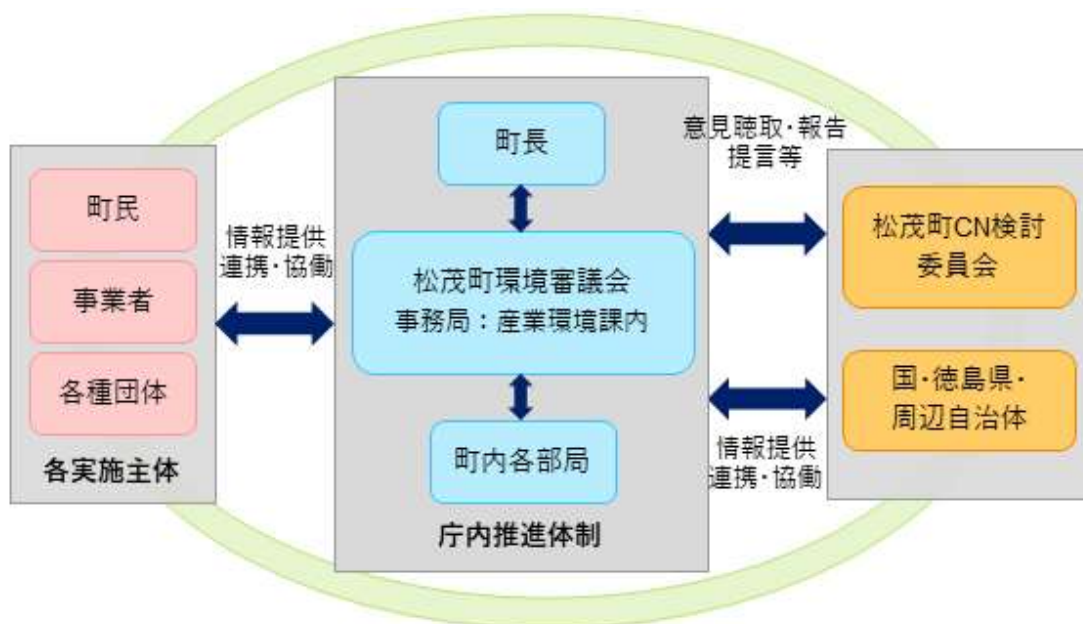 町民
事業者
各種団体
各実施主体
情報提供
連携・協働
町長
松茂町環境審議会
事務局：産業環境課内
町内各部局
庁内推進体制
意見聴取・報告
提言等
松茂町CN検討
委員会
国・徳島県・
周辺自治体
情報提供
連携・協働